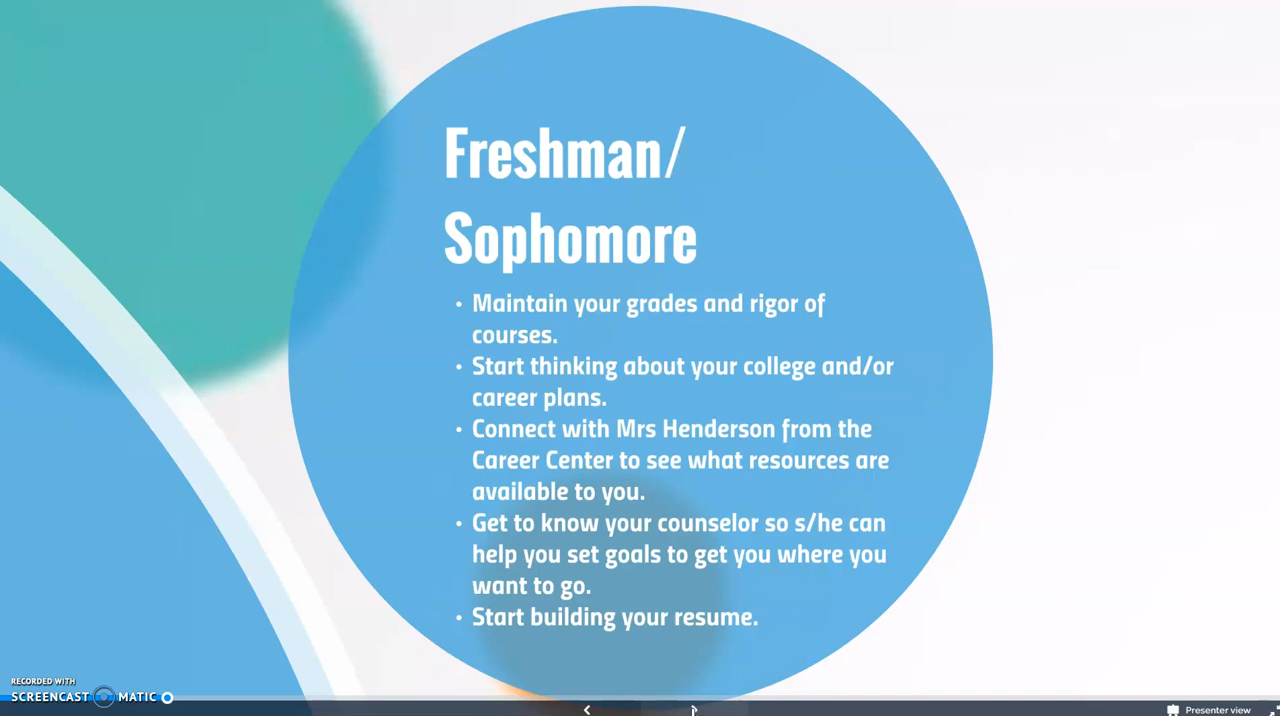 Freshman/
Sophomore
• Maintain your grades and rigor of
courses.
• Start thinking about your college and/or
career plans.
• Connect with Mrs Henderson from the
Career Center to see what resources are
available to you.
• Get to know your counselor so s/he can
help you set goals to get you where you
want to go.
• Start building your resume.
RECORDED WITH
SCREENCAST MATIC
Presenter view